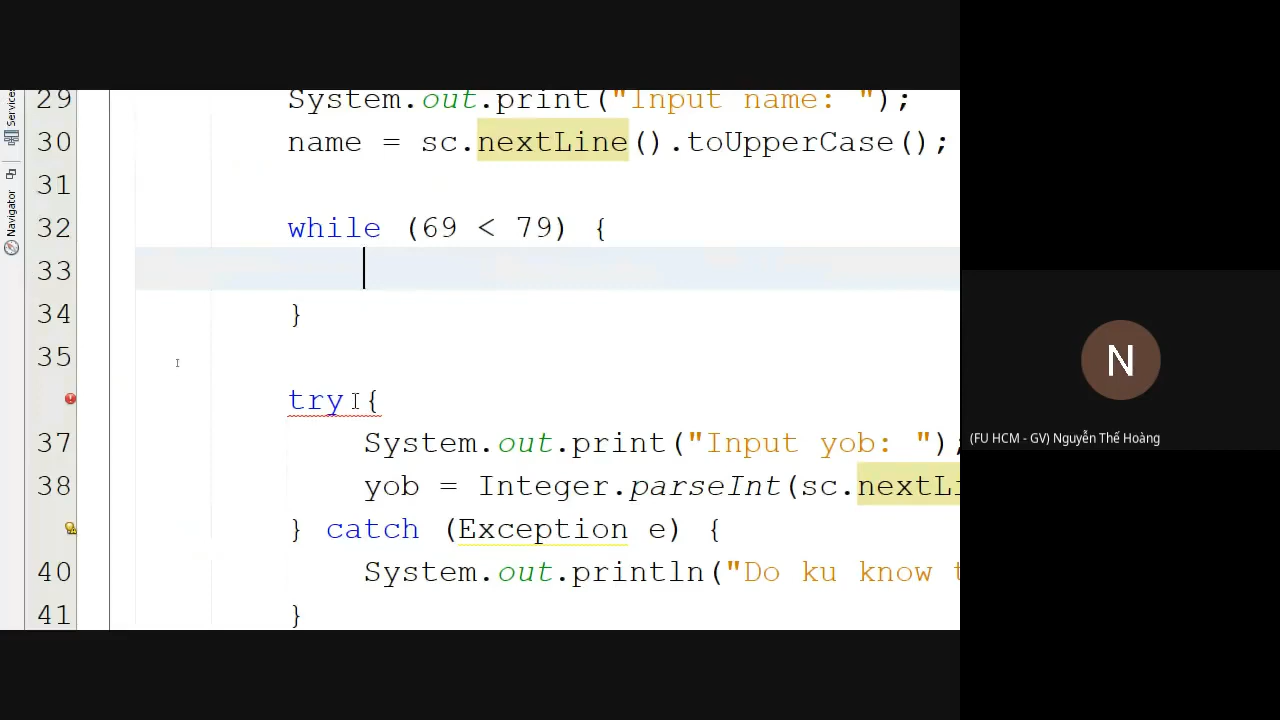 Services
Navigator
29 System.out.print("Input name: ");
30 name = sc.nextLine().toUpperCase();
31
32 while (69 < 79) {
33
34 }
35
try {
37 System.out.print("Input yob: ");
38 yob = Integer.parseInt(sc.nextLi
} catch (Exception e) {
40 System.out.println("Do ku know t
41 }
N
(FU HCM - GV) Nguyễn Thế Hoàng